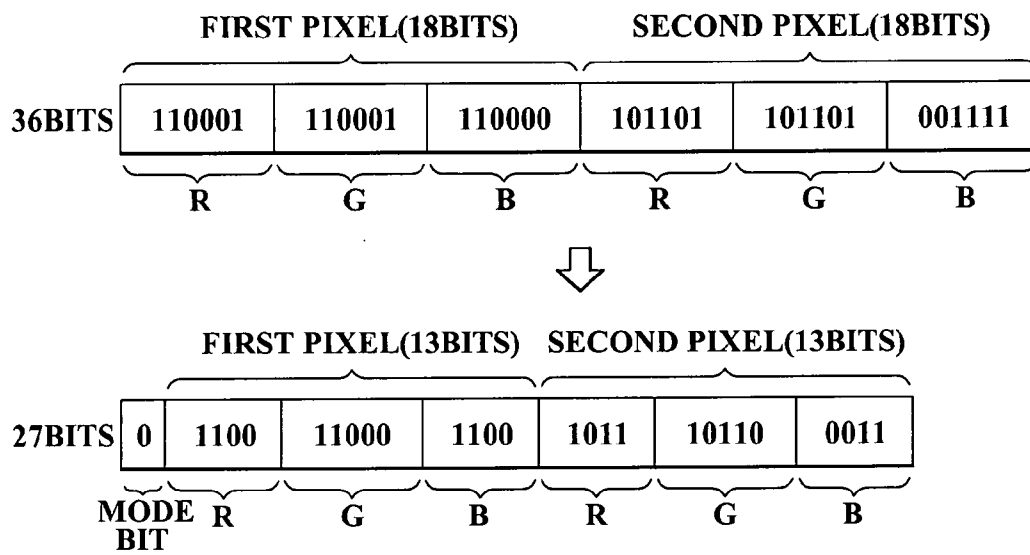 FIRST PIXEL(18BITS) SECOND PIXEL(18BITS)
36BITS 110001 110001 110000 101101 101101 001111
R G B R G B
FIRST PIXEL(13BITS) SECOND PIXEL(13BITS)
27BITS 0 1100 11000 1100 1011 10110 0011
MODE BIT R G B R G B